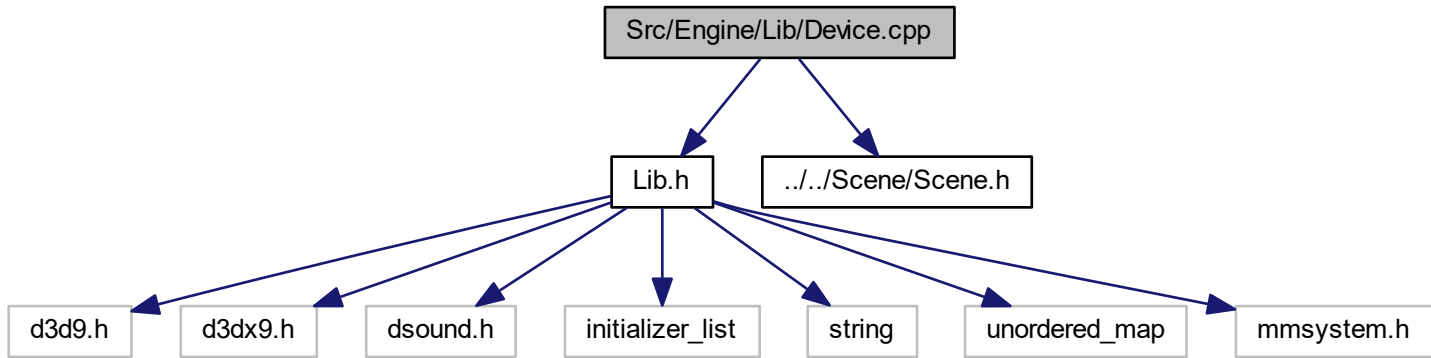 Src/Engine/Lib/Device.cpp
Lib.h
../../Scene/Scene.h
d3d9.h
d3dx9.h
dsound.h
initializer_list
string
unordered_map
mmsystem.h